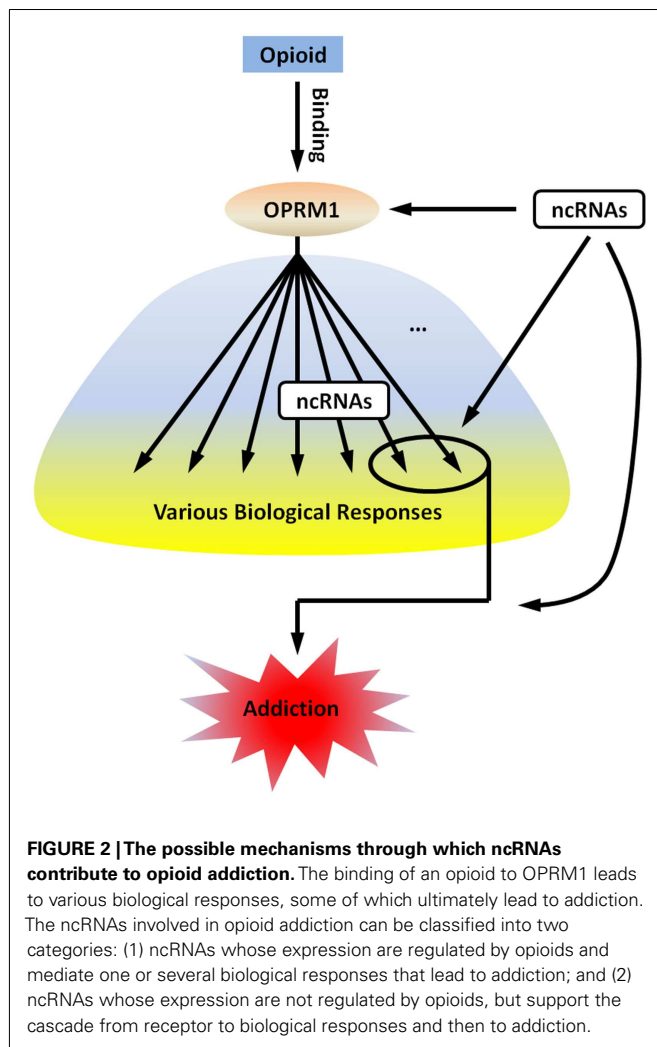 Opioid
Binding
OPRM1
ncRNAs
...
ncRNAs
Various Biological Responses
Addiction
FIGURE 2 | The possible mechanisms through which ncRNAs
contribute to opioid addiction. The binding of an opioid to OPRM1 leads
to various biological responses, some of which ultimately lead to addiction.
The ncRNAs involved in opioid addiction can be classified into two
categories: (1) ncRNAs whose expression are regulated by opioids and
mediate one or several biological responses that lead to addiction; and (2)
ncRNAs whose expression are not regulated by opioids, but support the
cascade from receptor to biological responses and then to addiction.